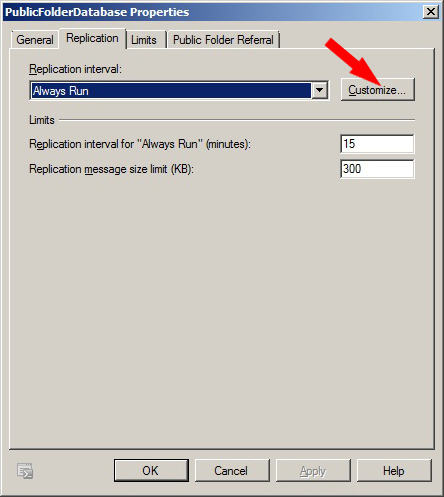 PublicFolderDatabase Properties
General Replication Limits Public Folder Referral
Replication interval:
Always Run Customize...
Limits
Replication interval for "Always Run" (minutes): 15
Replication message size limit (KB): 300
OK Cancel Apply Help